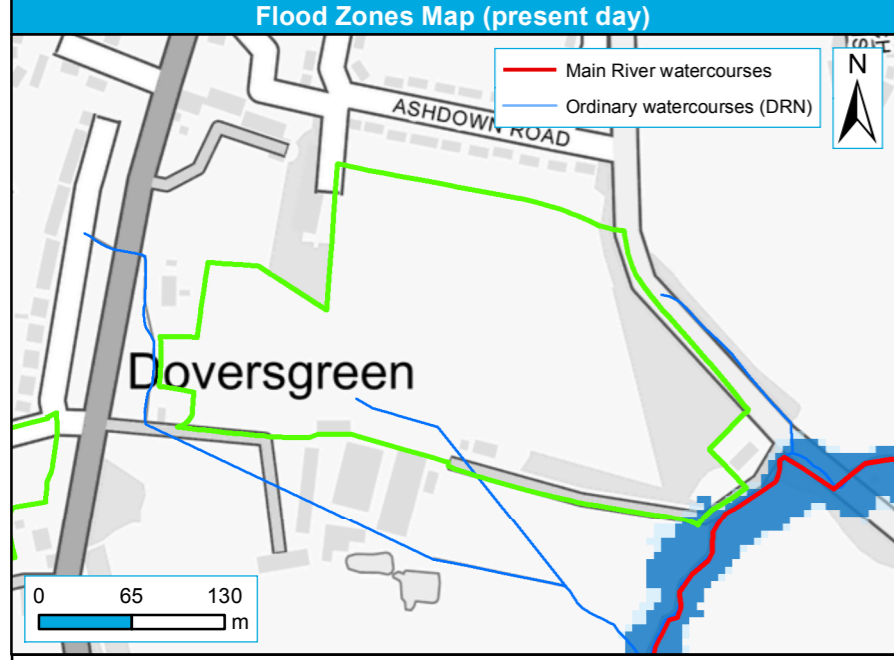 Flood Zones Map (present day)
Main River watercourses
Ordinary watercourses (DRN)
N
ASHDOWN ROAD
Doversgreen
0 65 130
m